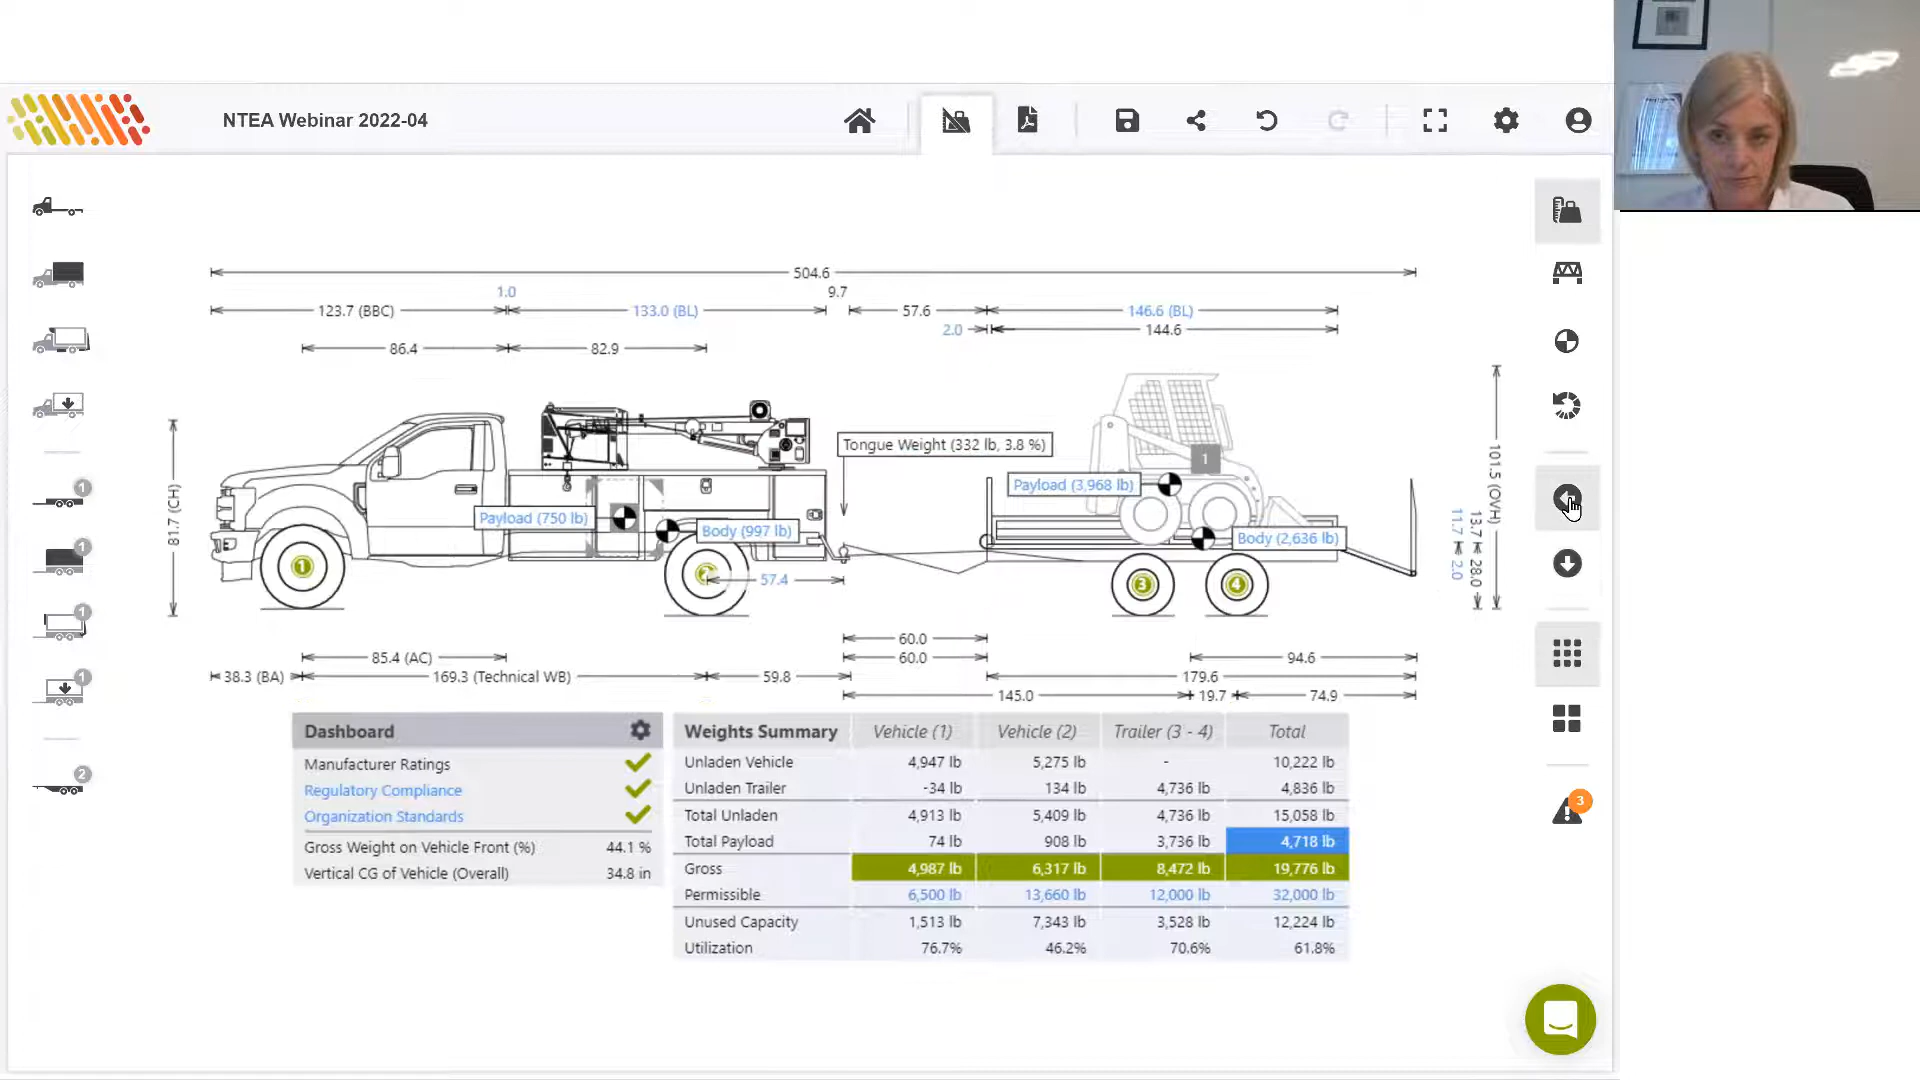 NTEA Webinar 2022-04
504.6
1.0
9.7
123.7 (BBC)
133.0 (BL)
57.6
146.6 (BL)
2.0
144.6
86.4
82.9
Tongue Weight (332 lb, 3.8 %)
1
Payload (3,968 lb)
Payload (750 lb)
Body (997 lb)
Body (2,636 lb)
81.7 (CH)
101.5 (OVH)
13.7
28.0
11.7
2.0
1
2
3
4
57.4
60.0
85.4 (AC)
60.0
94.6
38.3 (BA)
169.3 (Technical WB)
59.8
179.6
145.0
19.7
74.9
1
1
1
1
2
3
Dashboard
Manufacturer Ratings
Regulatory Compliance
Organization Standards
Gross Weight on Vehicle Front (%) 44.1 %
Vertical CG of Vehicle (Overall) 34.8 in
Weights Summary Vehicle (1) Vehicle (2) Trailer (3 - 4) Total
Unladen Vehicle 4,947 lb 5,275 lb - 10,222 lb
Unladen Trailer -34 lb 134 lb 4,736 lb 4,836 lb
Total Unladen 4,913 lb 5,409 lb 4,736 lb 15,058 lb
Total Payload 74 lb 908 lb 3,736 lb 4,718 lb
Gross 4,987 lb 6,317 lb 8,472 lb 19,776 lb
Permissible 6,500 lb 13,660 lb 12,000 lb 32,000 lb
Unused Capacity 1,513 lb 7,343 lb 3,528 lb 12,224 lb
Utilization 76.7% 46.2% 70.6% 61.8%